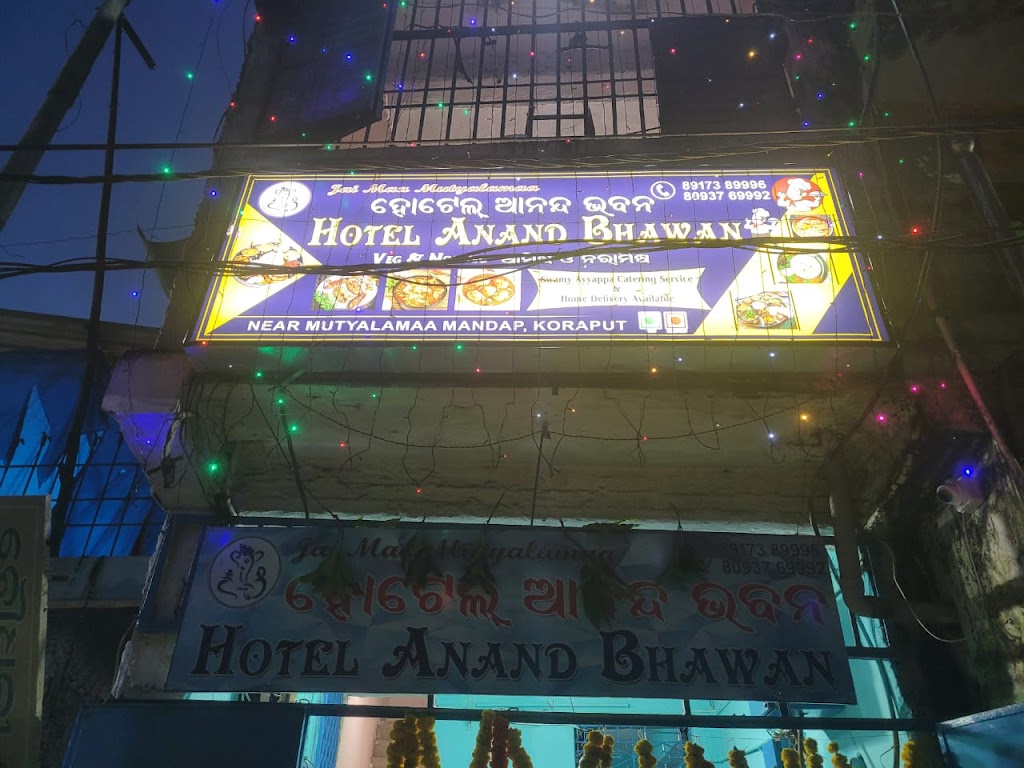 Jai Maa Mutyalamaa
ହୋଟେଲ୍ ଆନନ୍ଦ ଭବନ
89173 89996
80937 69992
HOTEL ANAND BHAWAN
VEG & ଓ ନିରାମିଷ
Swamy Ayyappa Catering Service
&
Home Delivery Available
NEAR MUTYALAMAA MANDAP, KORAPUT
Jai Maa Mutyalamaa
89173 89996
80937 69992
ହୋଟେଲ୍ ଆନନ୍ଦ ଭବନ
HOTEL ANAND BHAWAN